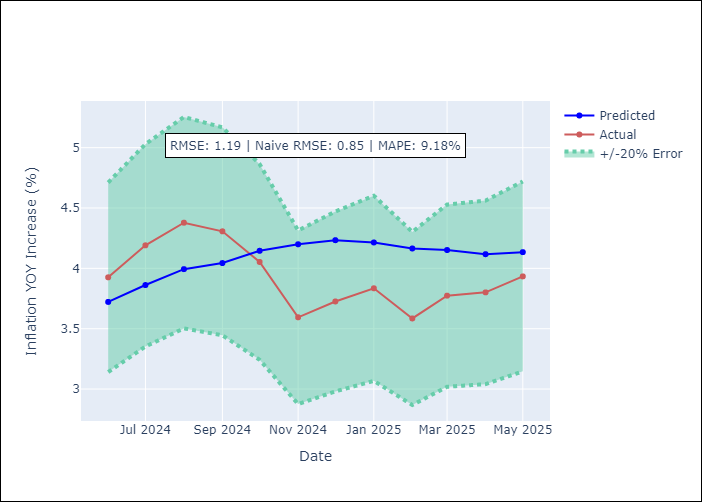 Predicted
Actual
+/-20% Error
RMSE: 1.19 | Naive RMSE: 0.85 | MAPE: 9.18%
Inflation YOY Increase (%)
5
4.5
4
3.5
3
Jul 2024
Sep 2024
Nov 2024
Jan 2025
Mar 2025
May 2025
Date